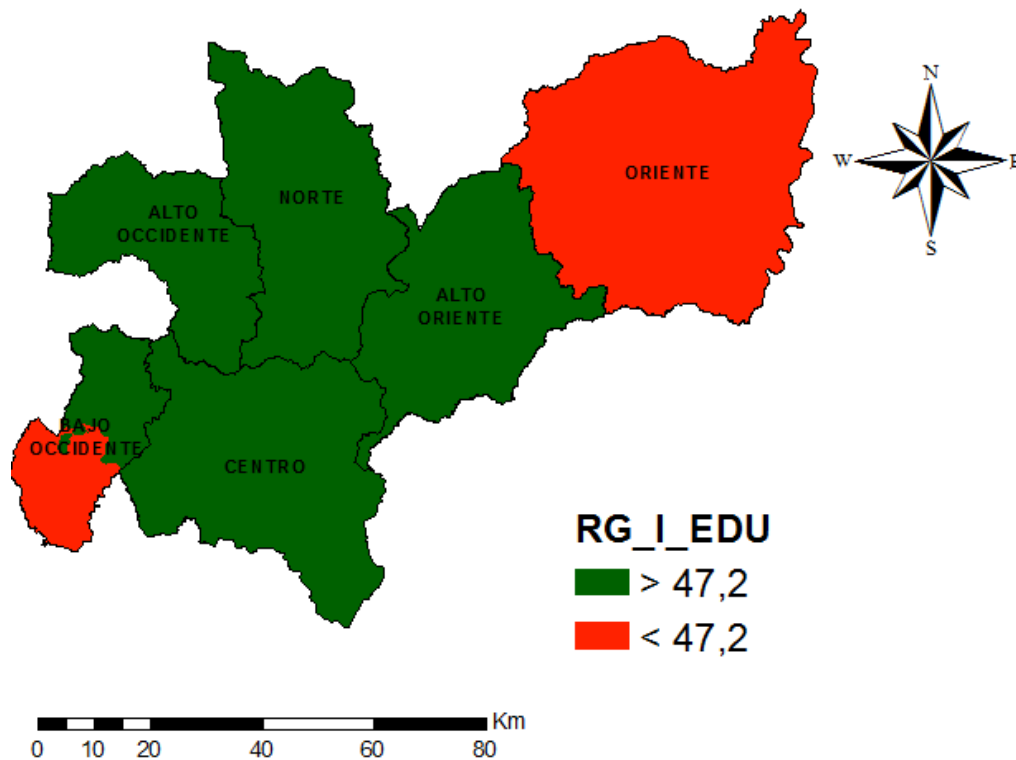 N
W
E
S
ORIENTE
NORTE
ALTO
OCCIDENTE
ALTO
ORIENTE
BAJO
OCCIDENTE
CENTRO
RG_I_EDU
> 47,2
< 47,2
Km
0 10 20 40 60 80